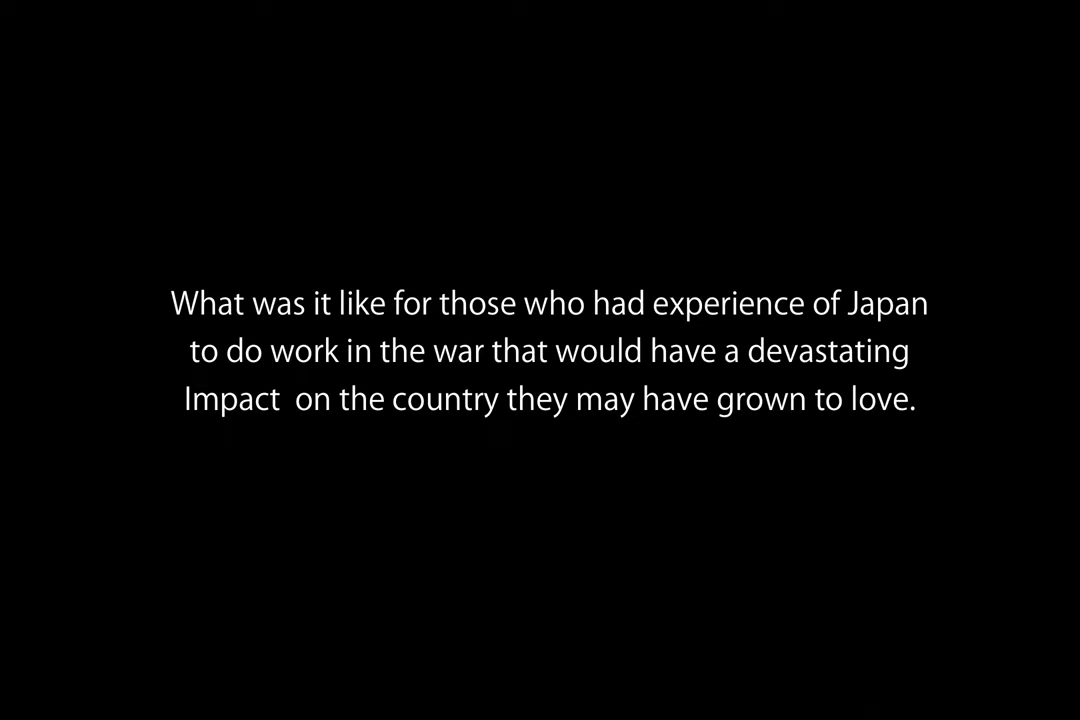 What was it like for those who had experience of Japan
to do work in the war that would have a devastating
Impact  on the country they may have grown to love.